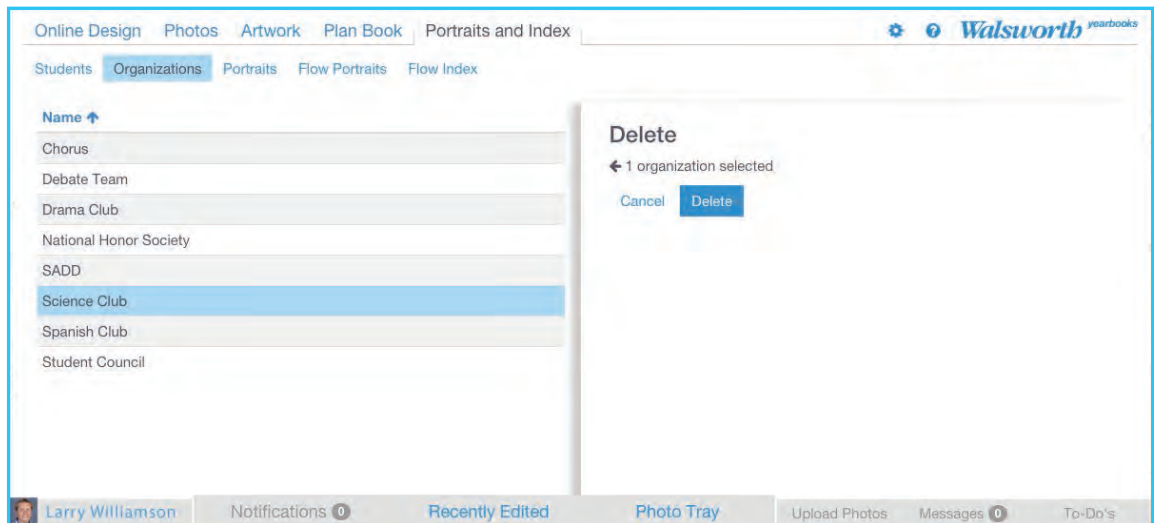 Online Design Photos Artwork Plan Book Portraits and Index Walsworth yearbooks
Students Organizations Portraits Flow Portraits Flow Index
Name
Chorus
Debate Team
Drama Club
National Honor Society
SADD
Science Club
Spanish Club
Student Council
Delete
1 organization selected
Cancel Delete
Larry Williamson Notifications 0 Recently Edited Photo Tray Upload Photos Messages 0 To-Do's